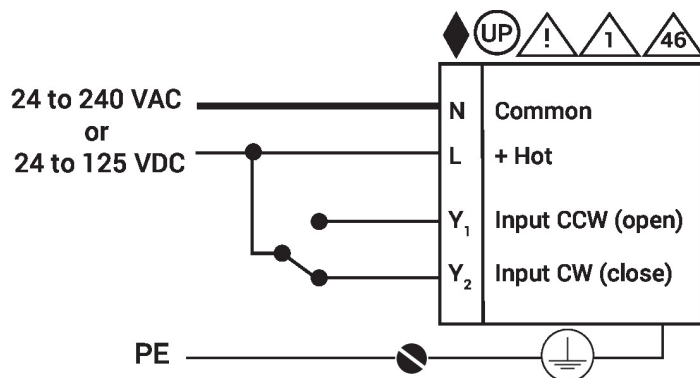 UP ! 1 46
24 to 240 VAC
or
24 to 125 VDC
N Common
L + Hot
Y1 Input CCW (open)
Y2 Input CW (close)
PE